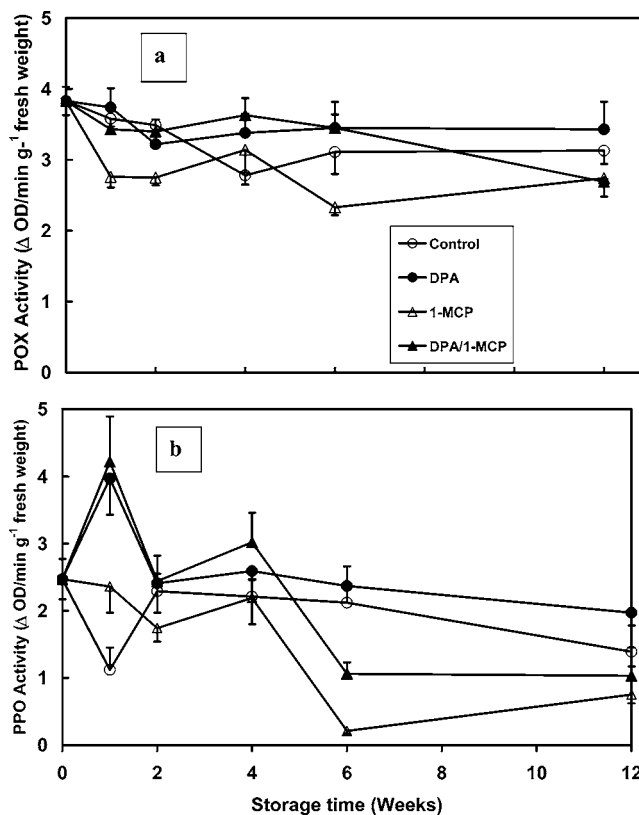 5
a
4
3
2
1
0
POX Activity (Δ OD/min g-¹ fresh weight)
Control
DPA
1-MCP
DPA/1-MCP
5
b
4
3
2
1
0
PPO Activity (Δ OD/min g⁻¹ fresh weight)
0 2 4 6 8 10 12
Storage time (Weeks)